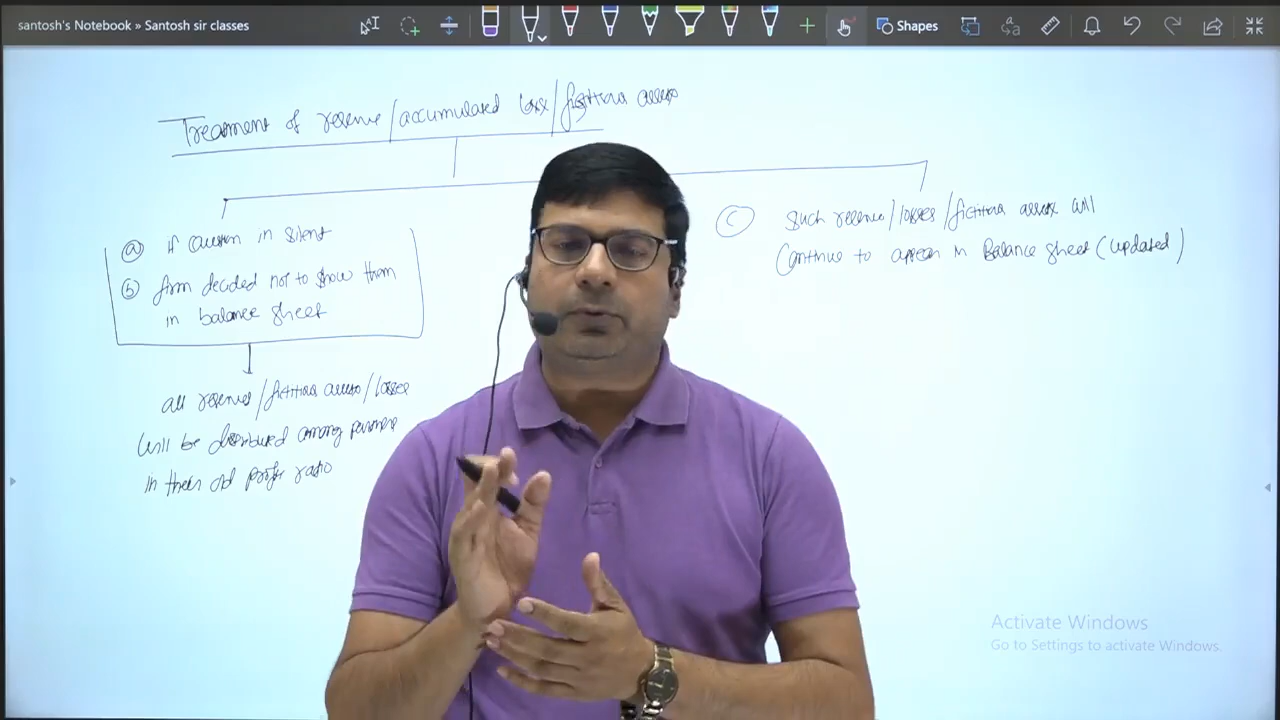 santosh's Notebook » Santosh sir classes
Shapes
Treatment of reserve/accumulated loss/fictitious assets
(a) if question in silent
(b) firm decided not to show them
in balance sheet
all reserves/fictitious assets/losses
will be distributed among partners
in their old profit ratio
(C) Such reserve/losses/fictitious assets will
Continue to appear in Balance sheet (updated)
Activate Windows
Go to Settings to activate Windows.